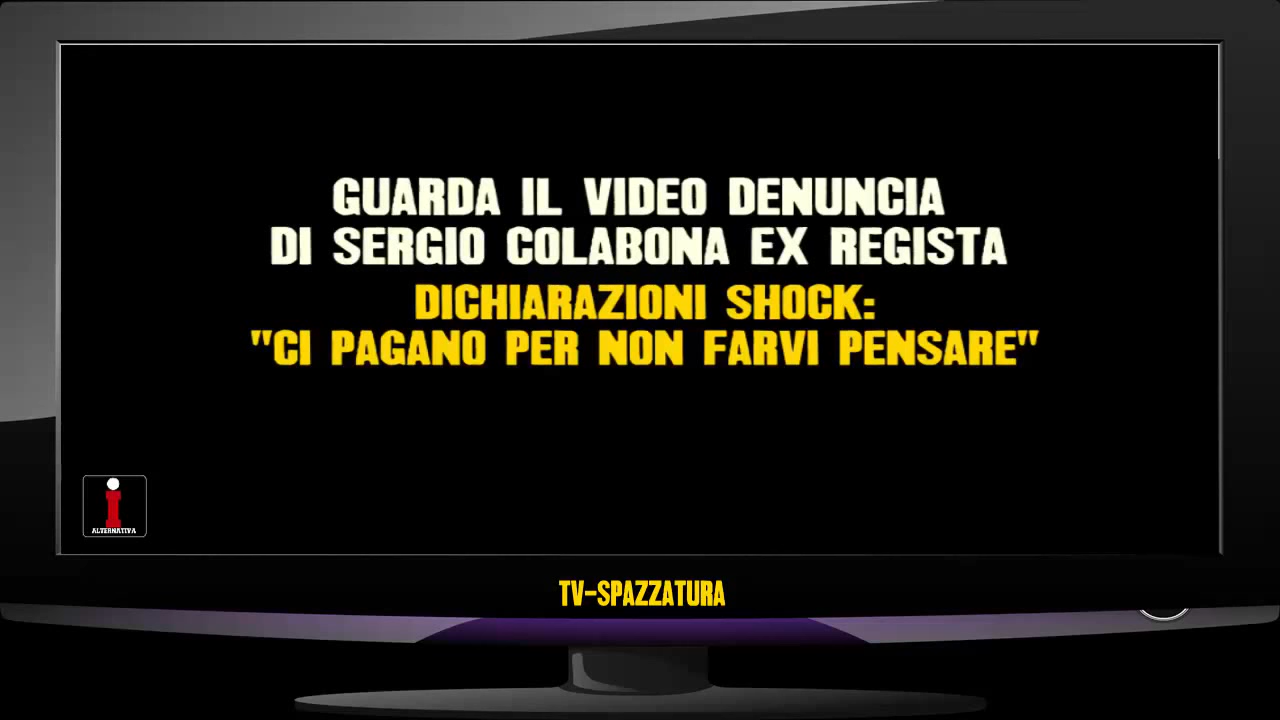 GUARDA IL VIDEO DENUNCIA
DI SERGIO COLABONA EX REGISTA
DICHIARAZIONI SHOCK:
"CI PAGANO PER NON FARVI PENSARE"
i
ALTERNATIVA
TV-SPAZZATURA